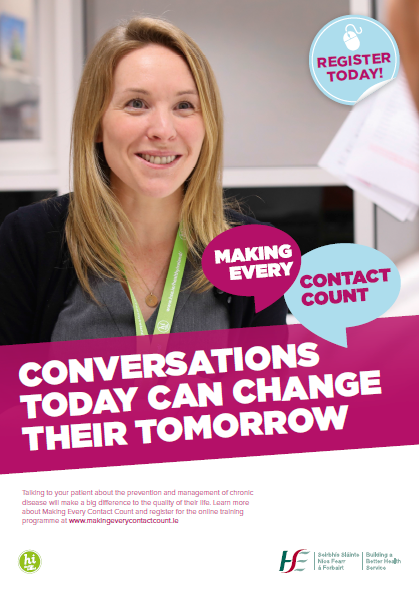 REGISTER
TODAY!
MAKING
EVERY
CONTACT
COUNT
CONVERSATIONS
TODAY CAN CHANGE
THEIR TOMORROW
Talking to your patient about the prevention and management of chronic
disease will make a big difference to the quality of their life. Learn more
about Making Every Contact Count and register for the online training
programme at www.makingeverycontactcount.ie
hi
Seirbhís Sláinte
Níos Fearr
á Forbairt
Building a
Better Health
Service